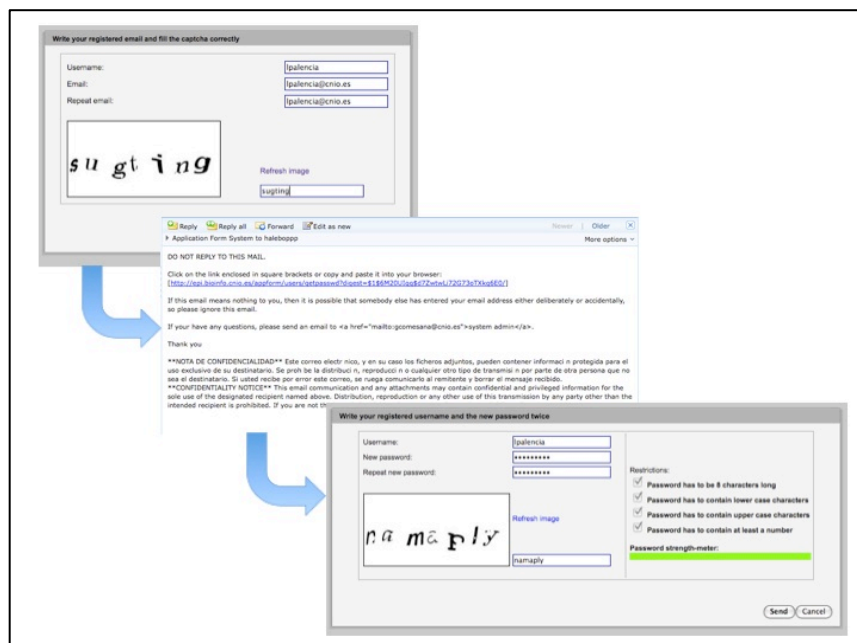 Write your registered email and fill the captcha correctly
Username:
lpalencia
Email:
lpalencia@cnio.es
Repeat email:
lpalencia@cnio.es
sugting
Refresh image
sugting
Reply Reply all Forward Edit as new Newer Older
Application Form System to haleboppp More options
DO NOT REPLY TO THIS MAIL.
Click on the link enclosed in square brackets or copy and paste it into your browser:
If this email means nothing to you, then it is possible that somebody else has entered your email address either deliberately or accidentally,
so please ignore this email.
If your have any questions, please send an email to <a href="mailto:gcomesana@cnio.es">system admin</a>.
Thank you
**NOTA DE CONFIDENCIALIDAD** Este correo electr nico, y en su caso los ficheros adjuntos, pueden contener informaci n protegida para el
uso exclusivo de su destinatario. Se proh be la distribuci n, reproducci n o cualquier otro tipo de transmisi n por parte de otra persona que no
sea el destinatario. Si usted recibe por error este correo, se ruega comunicarlo al remitente y borrar el mensaje recibido.
**CONFIDENTIALITY NOTICE** This email communication and any attachments may contain confidential and privileged information for the
sole use of the designated recipient named above. Distribution, reproduction or any other use of this transmission by any party other than the
intended recipient is prohibited. If you are not th
Write your registered username and the new password twice
Username:
lpalencia
New password:
•••••••••
Repeat new password:
•••••••••
namaply
Refresh image
namaply
Restrictions:
Password has to be 8 characters long
Password has to contain lower case characters
Password has to contain upper case characters
Password has to contain at least a number
Password strength-meter:
Send Cancel